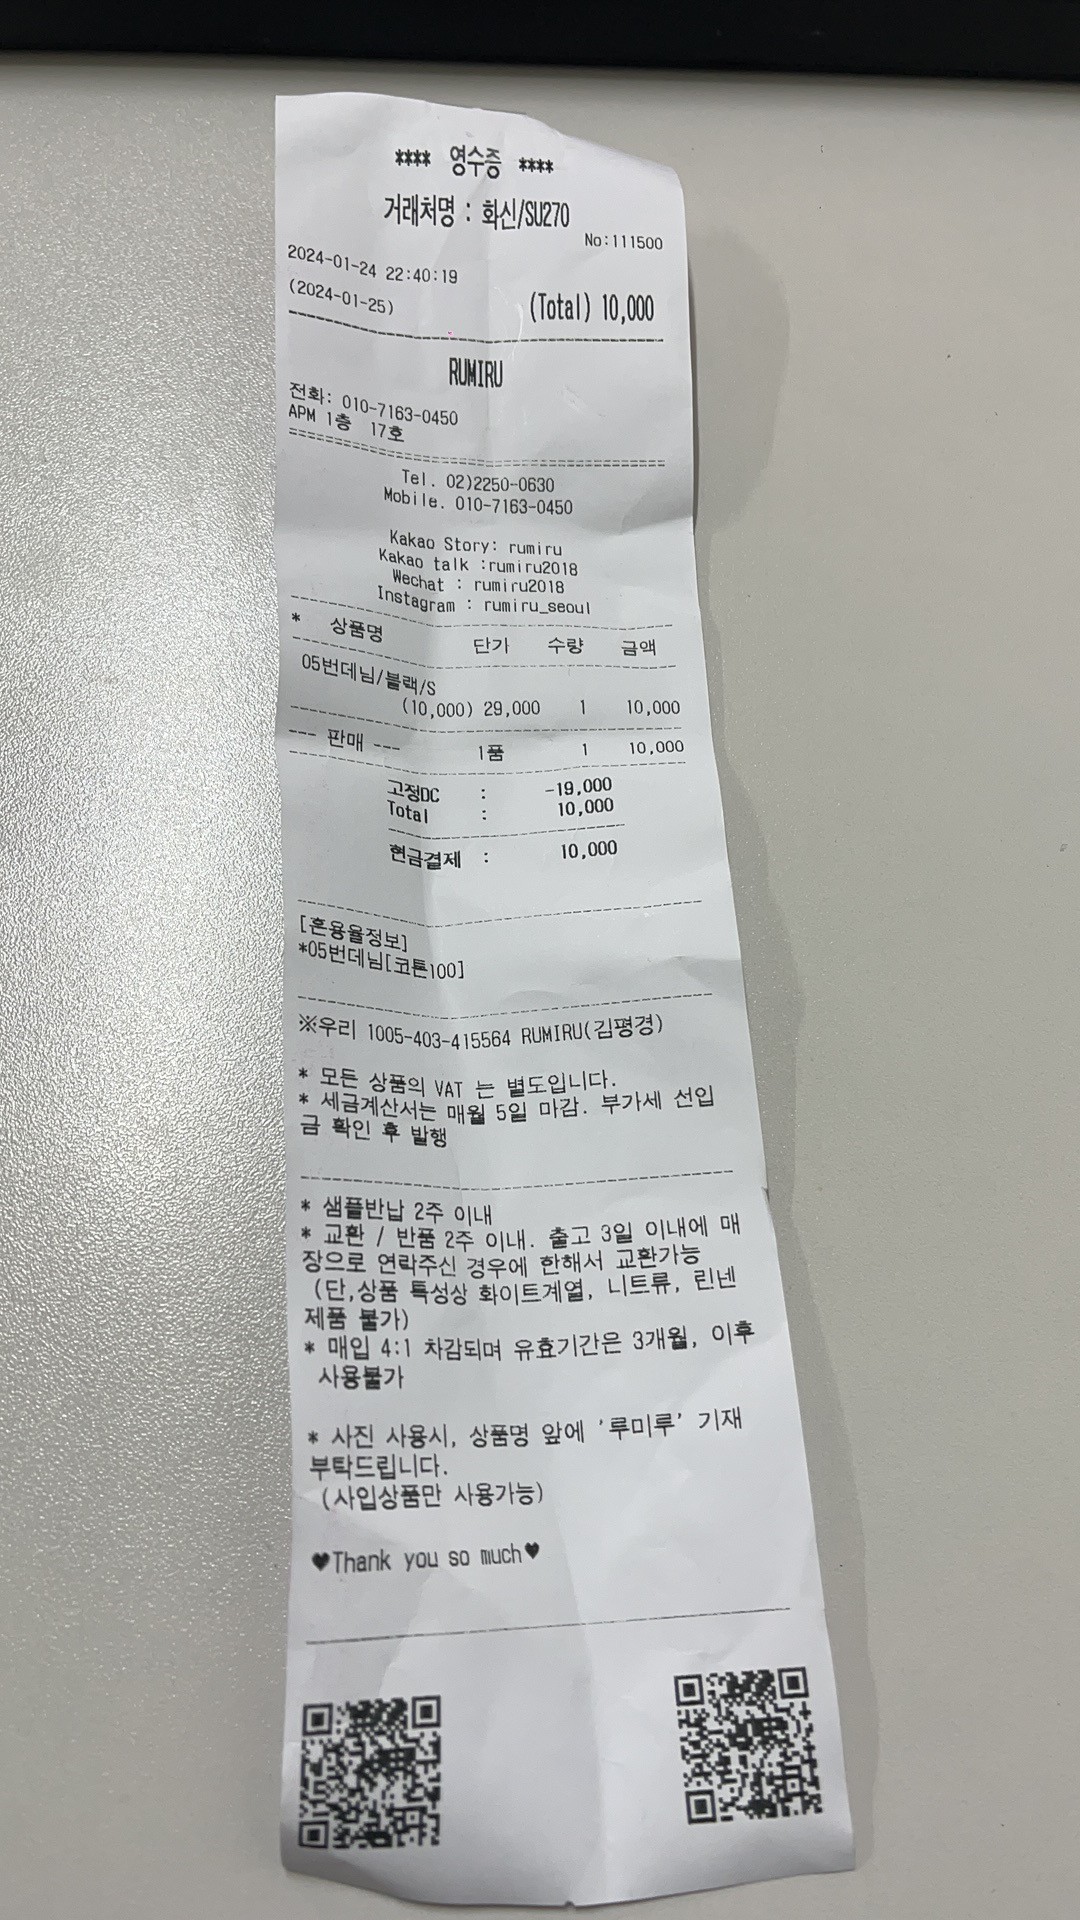 **** 영수증 ****
거래처명 : 화신/SU270
No:111500
2024-01-24 22:40:19
(2024-01-25)
(Total) 10,000
RUMIRU
전화: 010-7163-0450
APM 1층 17호
Tel. 02)2250-0630
Mobile. 010-7163-0450
Kakao Story: rumiru
Kakao talk :rumiru2018
Wechat : rumiru2018
Instagram : rumiru_seoul
* 상품명 단가 수량 금액
05번데님/블랙/S
(10,000) 29,000 1 10,000
--- 판매 --- 1품 1 10,000
고정DC : -19,000
Total : 10,000
현금결제 : 10,000
[혼용율정보]
*05번데님[코튼100]
※우리 1005-403-415564 RUMIRU(김평경)
* 모든 상품의 VAT 는 별도입니다.
* 세금계산서는 매월 5일 마감. 부가세 선입
금 확인 후 발행
* 샘플반납 2주 이내
* 교환 / 반품 2주 이내. 출고 3일 이내에 매
장으로 연락주신 경우에 한해서 교환가능
(단,상품 특성상 화이트계열, 니트류, 린넨
제품 불가)
* 매입 4:1 차감되며 유효기간은 3개월, 이후
사용불가
* 사진 사용시, 상품명 앞에 '루미루' 기재
부탁드립니다.
(사입상품만 사용가능)
♥Thank you so much♥